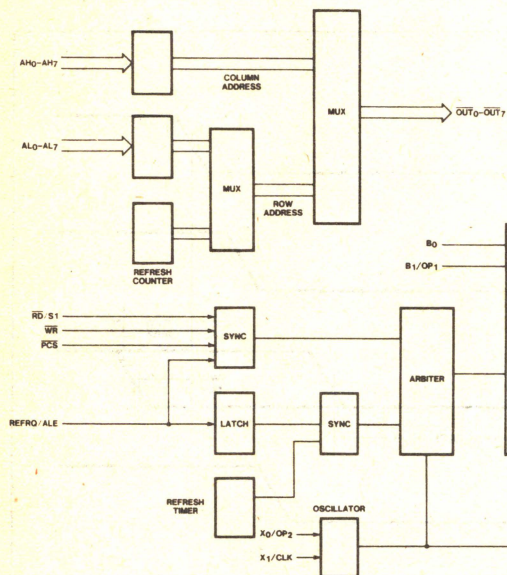 AH0–AH7
COLUMN
ADDRESS
MUX
OUT0–OUT7
AL0–AL7
MUX
ROW
ADDRESS
REFRESH
COUNTER
B0
B1/OP1
RD/S1
WR
PCS
SYNC
ARBITER
REFRQ/ALE
LATCH
SYNC
REFRESH
TIMER
OSCILLATOR
X0/OP2
X1/CLK